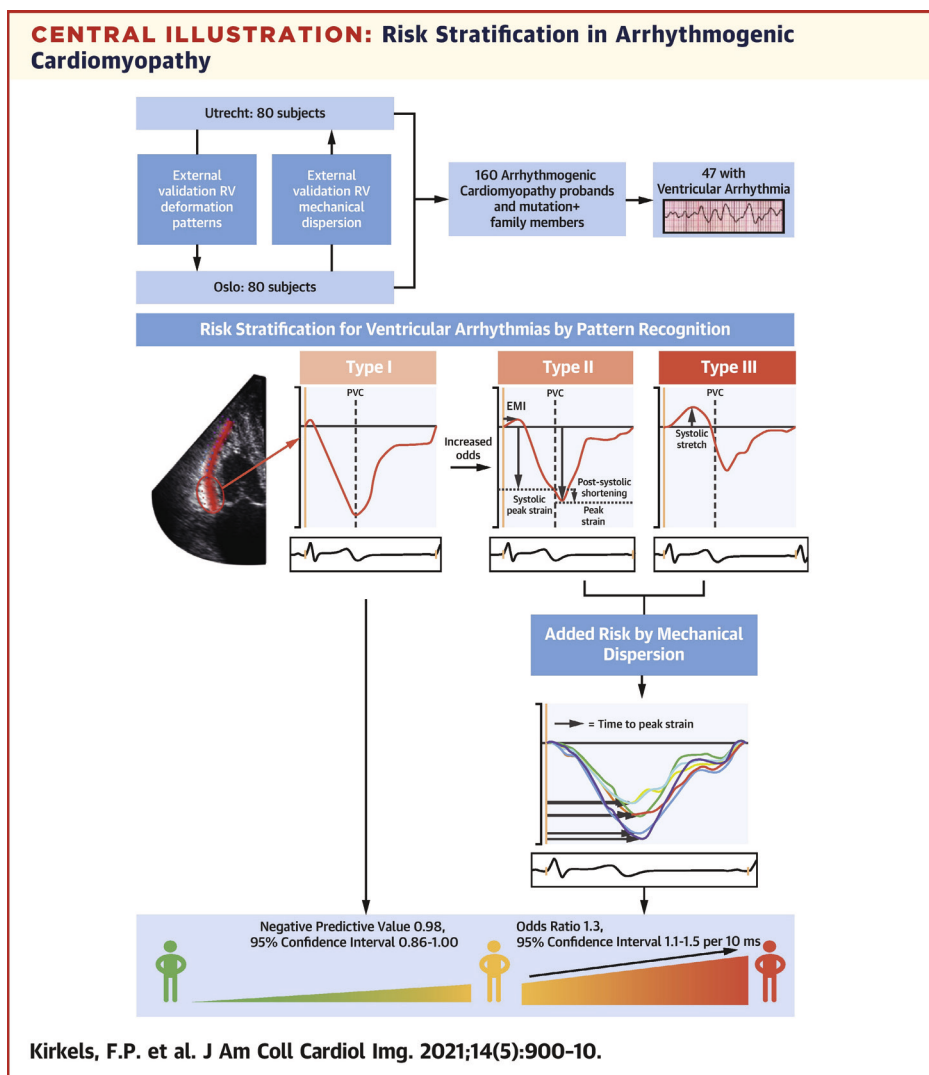 CENTRAL ILLUSTRATION: Risk Stratification in Arrhythmogenic
Cardiomyopathy
Utrecht: 80 subjects
External
validation RV
deformation
patterns
External
validation RV
mechanical
dispersion
Oslo: 80 subjects
160 Arrhythmogenic
Cardiomyopathy probands
and mutation+
family members
47 with
Ventricular Arrhythmia
Risk Stratification for Ventricular Arrhythmias by Pattern Recognition
Type I
PVC
Increased
odds
Type II
PVC
EMI
Systolic
peak strain
Post-systolic
shortening
Peak
strain
Type III
PVC
Systolic
stretch
Added Risk by Mechanical
Dispersion
= Time to peak strain
Negative Predictive Value 0.98,
95% Confidence Interval 0.86-1.00
Odds Ratio 1.3,
95% Confidence Interval 1.1-1.5 per 10 ms
Kirkels, F.P. et al. J Am Coll Cardiol Img. 2021;14(5):900-10.